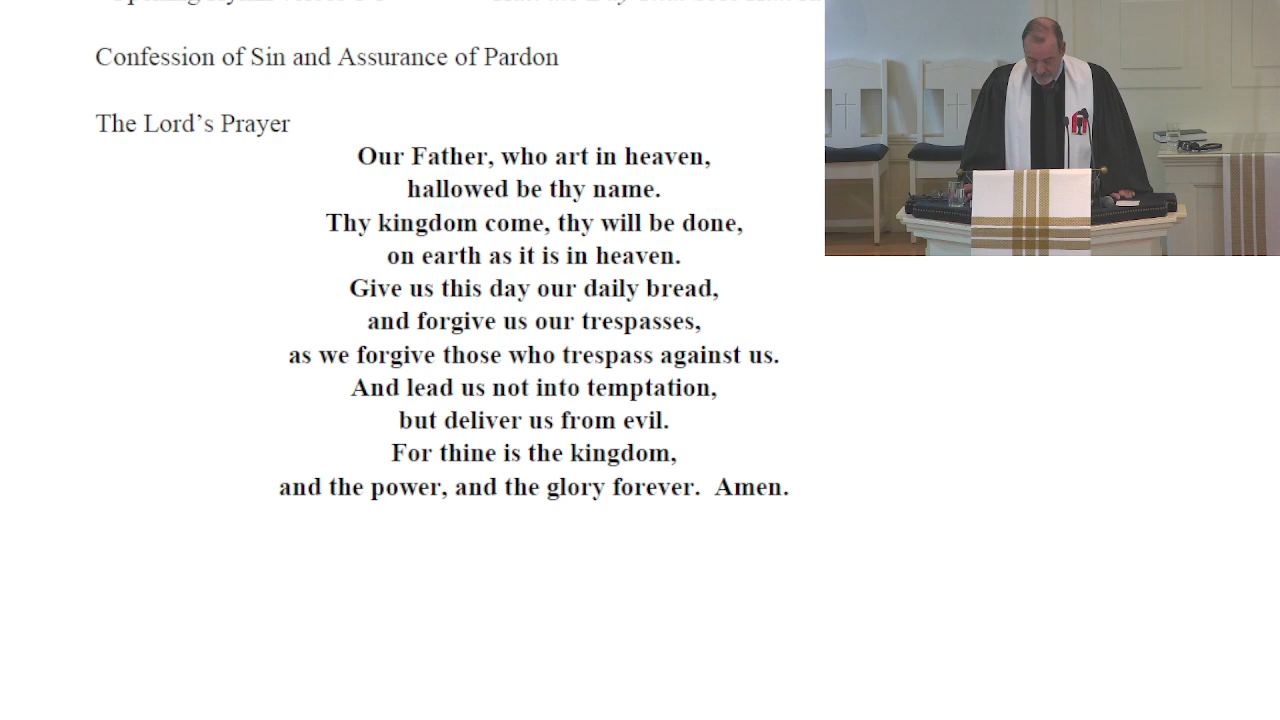 Confession of Sin and Assurance of Pardon
The Lord’s Prayer
Our Father, who art in heaven,
hallowed be thy name.
Thy kingdom come, thy will be done,
on earth as it is in heaven.
Give us this day our daily bread,
and forgive us our trespasses,
as we forgive those who trespass against us.
And lead us not into temptation,
but deliver us from evil.
For thine is the kingdom,
and the power, and the glory forever.  Amen.